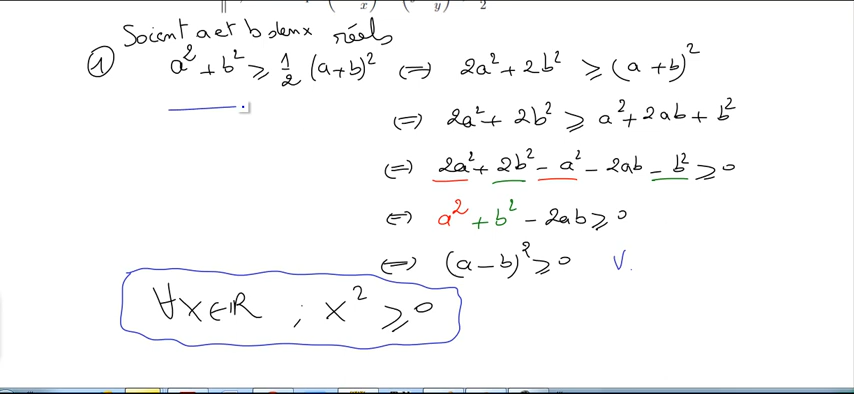 Soient a et b deux réels
① a² + b² ≥ 1/2 (a+b)² ⇔ 2a² + 2b² ≥ (a + b)²
⇔ 2a² + 2b² ≥ a² + 2ab + b²
⇔ 2a² + 2b² - a² - 2ab - b² ≥ 0
⇔ a² + b² - 2ab ≥ 0
⇔ (a - b)² ≥ 0 V.
∀x∈ℝ ; x² ≥ 0